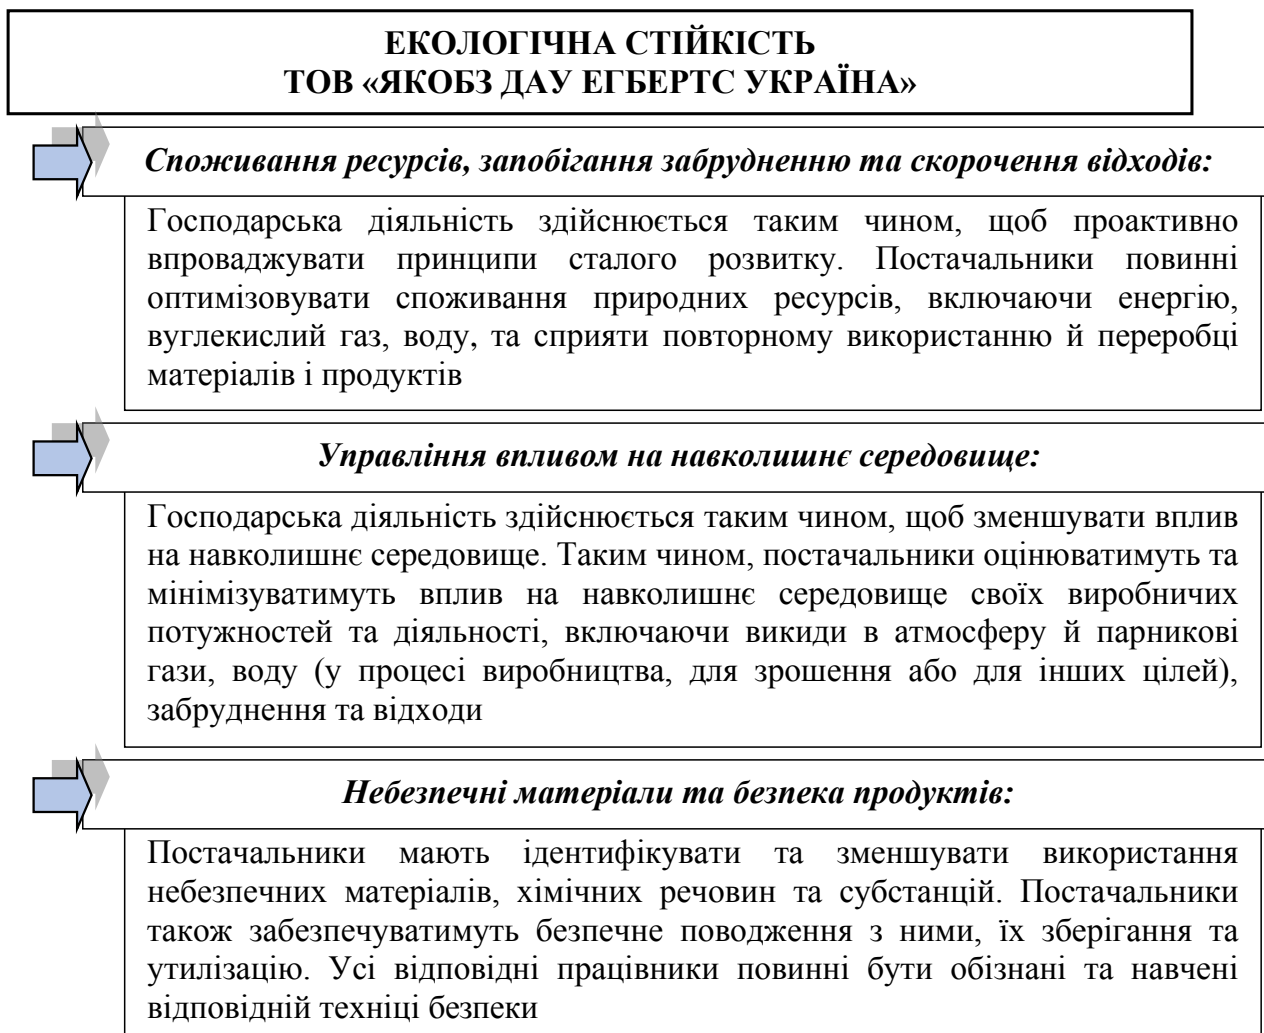 ЕКОЛОГІЧНА СТІЙКІСТЬ
ТОВ «ЯКОБЗ ДАУ ЕГБЕРТС УКРАЇНА»
Споживання ресурсів, запобігання забрудненню та скорочення відходів:
Господарська діяльність здійснюється таким чином, щоб проактивно
впроваджувати принципи сталого розвитку. Постачальники повинні
оптимізовувати споживання природних ресурсів, включаючи енергію,
вуглекислий газ, воду, та сприяти повторному використанню й переробці
матеріалів і продуктів
Управління впливом на навколишнє середовище:
Господарська діяльність здійснюється таким чином, щоб зменшувати вплив
на навколишнє середовище. Таким чином, постачальники оцінюватимуть та
мінімізуватимуть вплив на навколишнє середовище своїх виробничих
потужностей та діяльності, включаючи викиди в атмосферу й парникові
гази, воду (у процесі виробництва, для зрошення або для інших цілей),
забруднення та відходи
Небезпечні матеріали та безпека продуктів:
Постачальники мають ідентифікувати та зменшувати використання
небезпечних матеріалів, хімічних речовин та субстанцій. Постачальники
також забезпечуватимуть безпечне поводження з ними, їх зберігання та
утилізацію. Усі відповідні працівники повинні бути обізнані та навчені
відповідній техніці безпеки